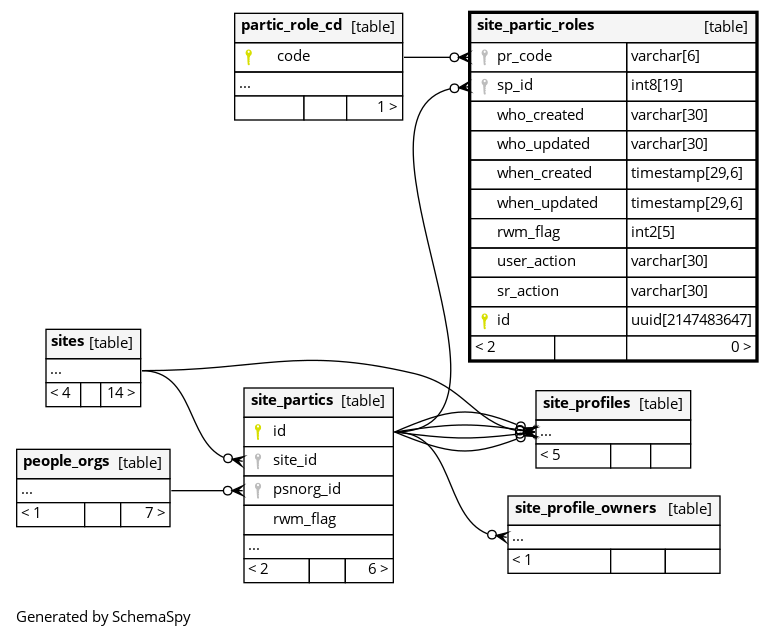 partic_role_cd [table]
code
...
1 >
site_partic_roles [table]
pr_code varchar[6]
sp_id int8[19]
who_created varchar[30]
who_updated varchar[30]
when_created timestamp[29,6]
when_updated timestamp[29,6]
rwm_flag int2[5]
user_action varchar[30]
sr_action varchar[30]
id uuid[2147483647]
< 2 0 >
sites [table]
...
< 4 14 >
people_orgs [table]
...
< 1 7 >
site_partics [table]
id
site_id
psnorg_id
rwm_flag
...
< 2 6 >
site_profiles [table]
...
< 5
site_profile_owners [table]
...
< 1
Generated by SchemaSpy